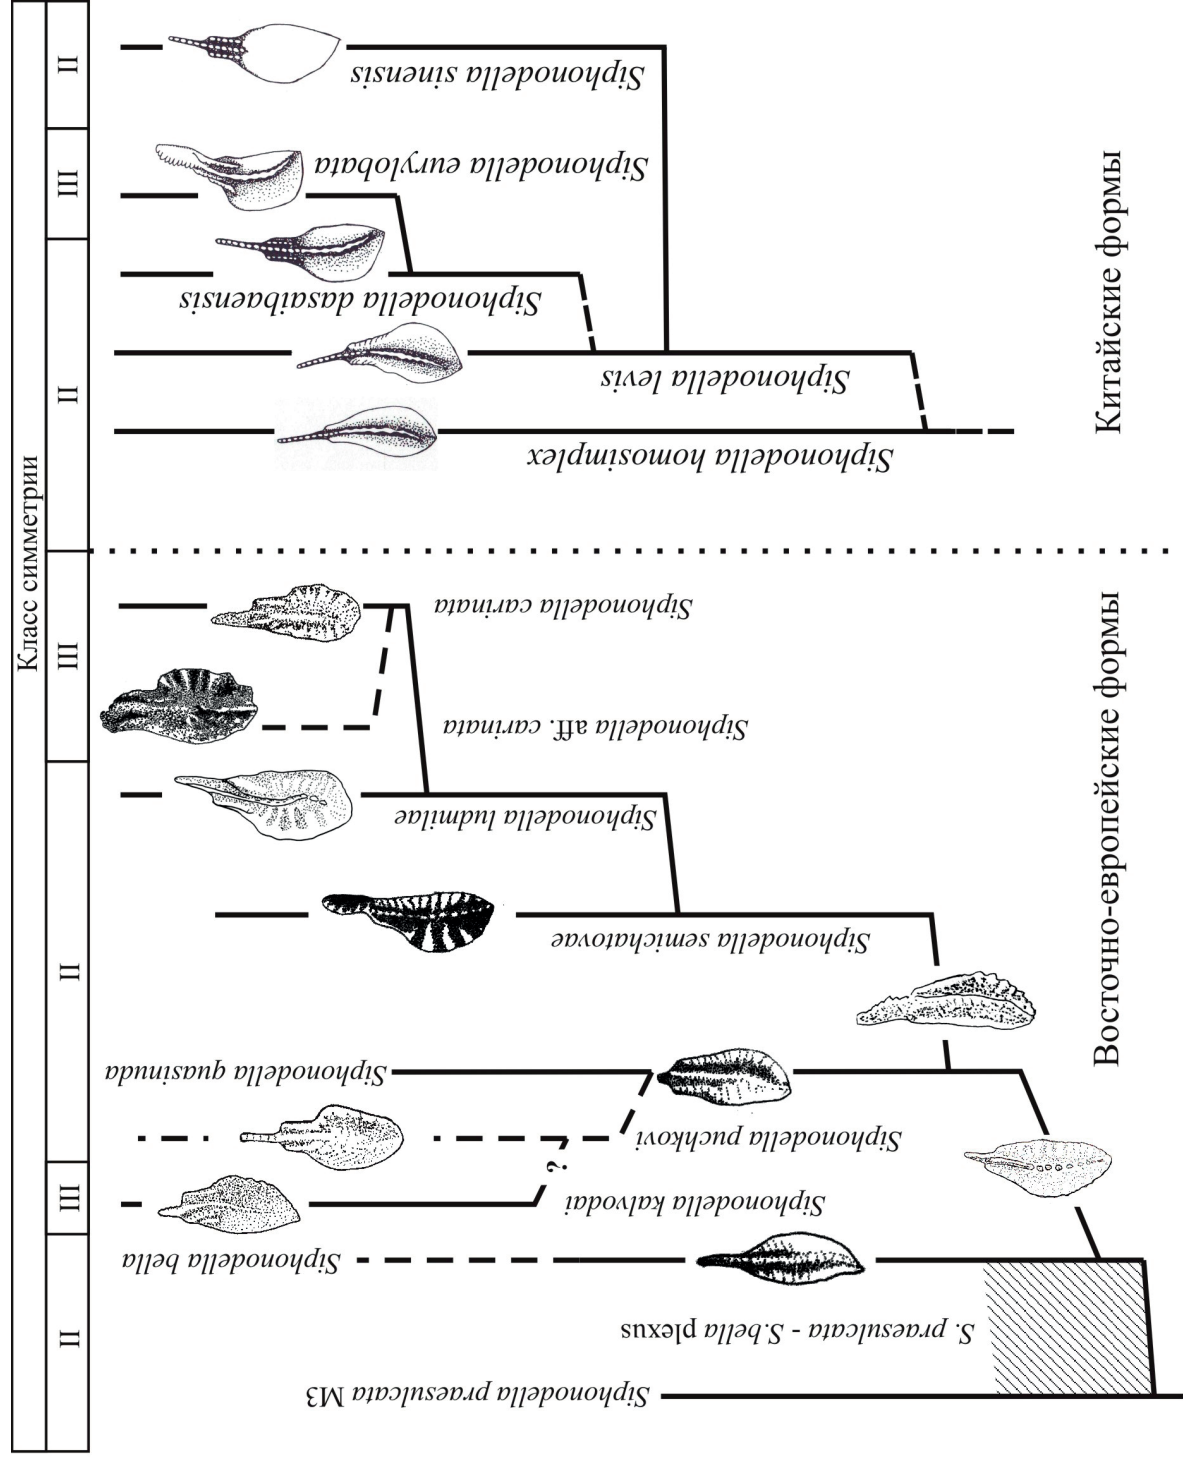 Класс симметрии
II
III
II
III
II
III
II
Siphonodella sinensis
Siphonodella eurylobata
Siphonodella dasaibaensis
Siphonodella levis
Siphonodella homosimplex
Китайские формы
Siphonodella carinata
Siphonodella aff. carinata
Siphonodella ludmilae
Siphonodella semichatovae
Siphonodella quasinuda
Siphonodella puchkovi
?
Siphonodella kalvodai
Siphonodella bella
S. praesulcata - S.bella plexus
Siphonodella praesulcata M3
Восточно-европейские формы